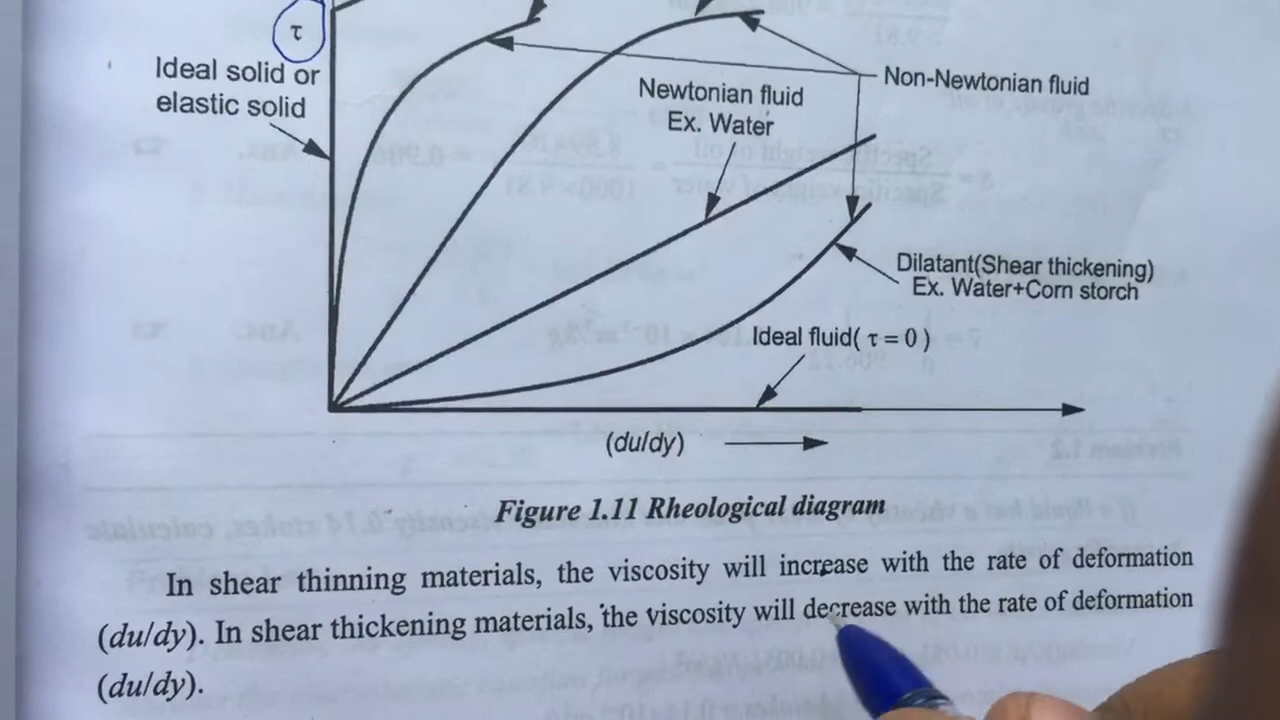 τ
Ideal solid or
elastic solid
Non-Newtonian fluid
Newtonian fluid
Ex. Water
Dilatant(Shear thickening)
Ex. Water+Corn storch
Ideal fluid( τ = 0 )
(du/dy)
Figure 1.11 Rheological diagram
In shear thinning materials, the viscosity will increase with the rate of deformation
(du/dy). In shear thickening materials, the viscosity will decrease with the rate of deformation
(du/dy).